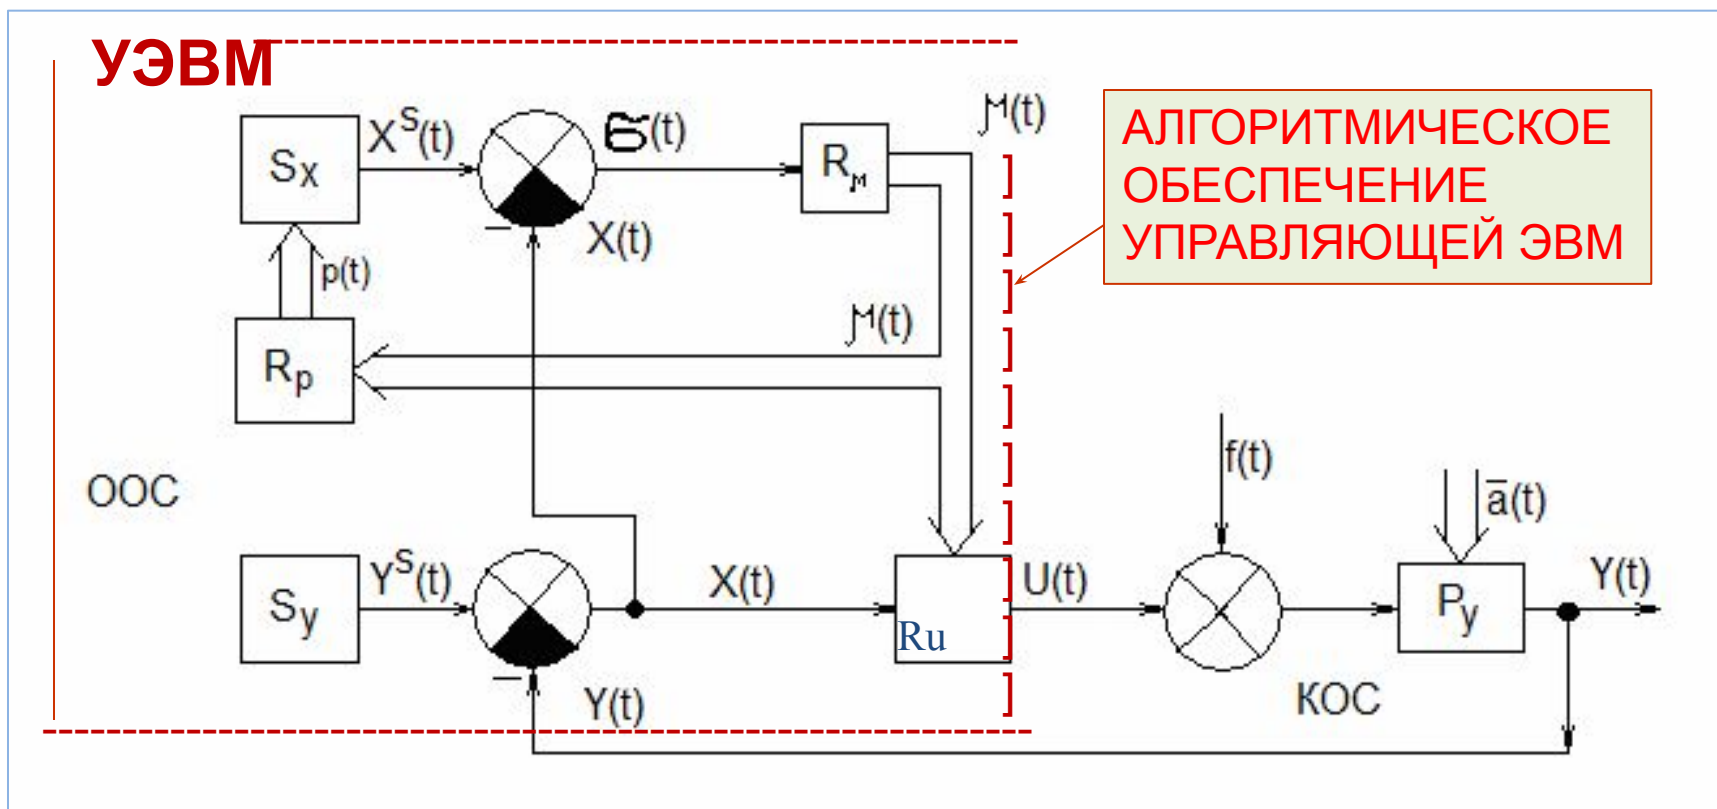 УЭВМ
Sx
X^S(t)
б(t)
Rм
μ(t)
АЛГОРИТМИЧЕСКОЕ
ОБЕСПЕЧЕНИЕ
УПРАВЛЯЮЩЕЙ ЭВМ
–
X(t)
p(t)
μ(t)
Rp
ООС
f(t)
a̅(t)
Sy
Y^S(t)
X(t)
Ru
U(t)
Py
Y(t)
–
Y(t)
КОС